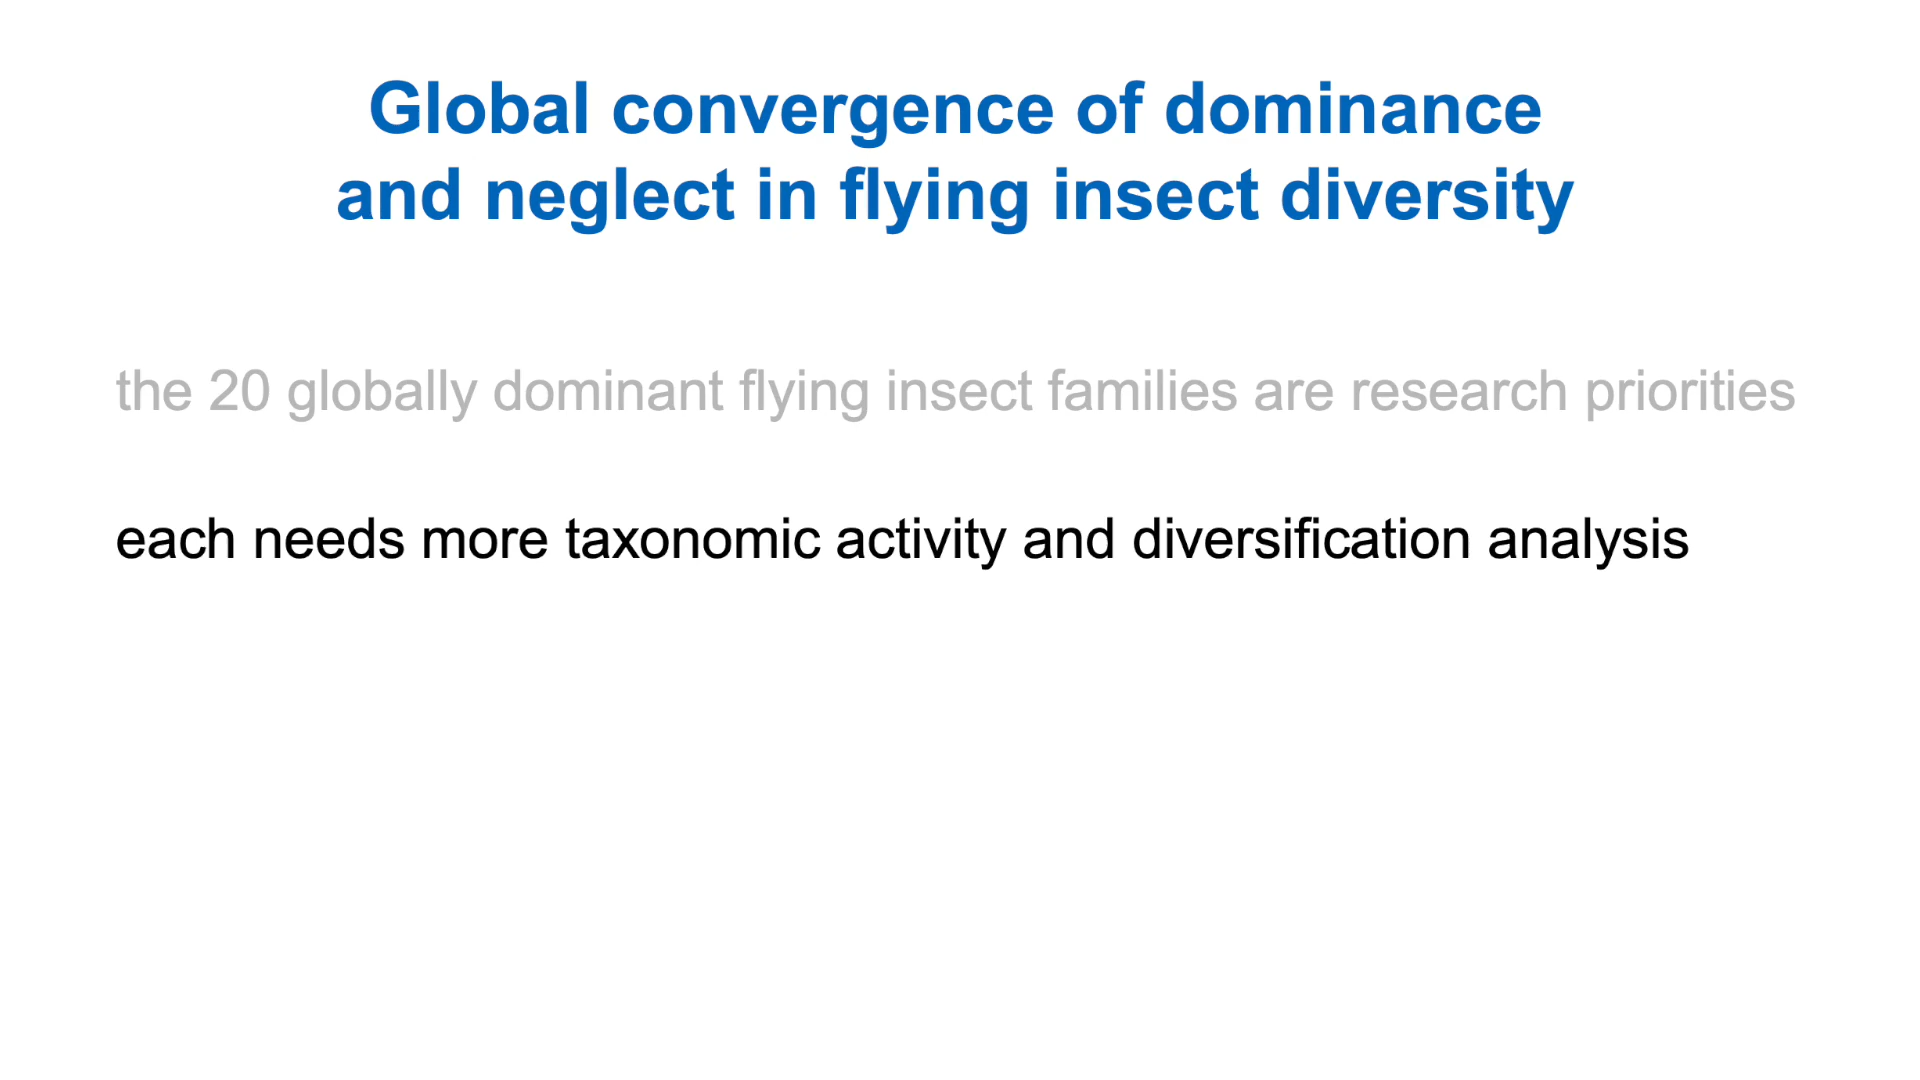 Global convergence of dominance
and neglect in flying insect diversity
the 20 globally dominant flying insect families are research priorities
each needs more taxonomic activity and diversification analysis